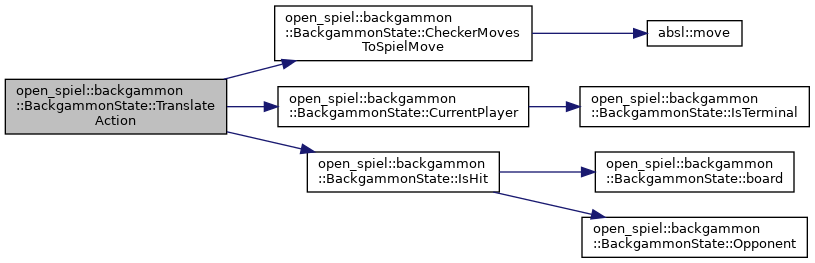 open_spiel::backgammon
::BackgammonState::Translate
Action
open_spiel::backgammon
::BackgammonState::CheckerMoves
ToSpielMove
absl::move
open_spiel::backgammon
::BackgammonState::CurrentPlayer
open_spiel::backgammon
::BackgammonState::IsTerminal
open_spiel::backgammon
::BackgammonState::IsHit
open_spiel::backgammon
::BackgammonState::board
open_spiel::backgammon
::BackgammonState::Opponent